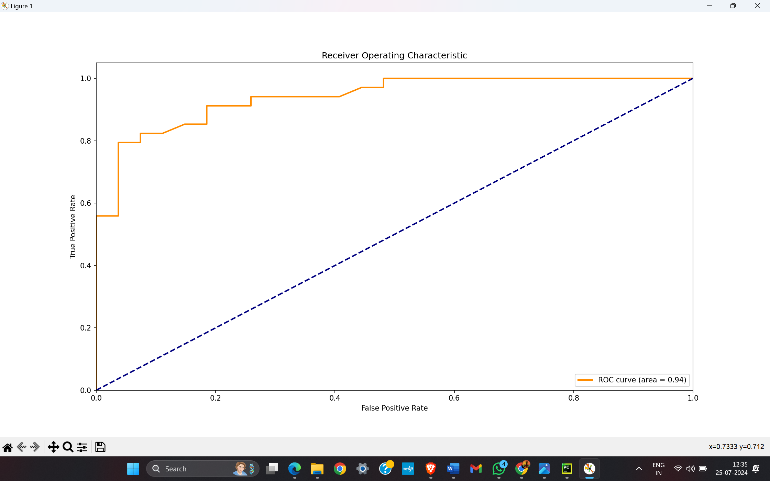 Figure 1
Receiver Operating Characteristic
1.0
0.8
0.6
0.4
0.2
0.0
True Positive Rate
ROC curve (area = 0.94)
0.0 0.2 0.4 0.6 0.8 1.0
False Positive Rate
x=0.7333 y=0.712
Search
ENG
IN
12:35
25-07-2024